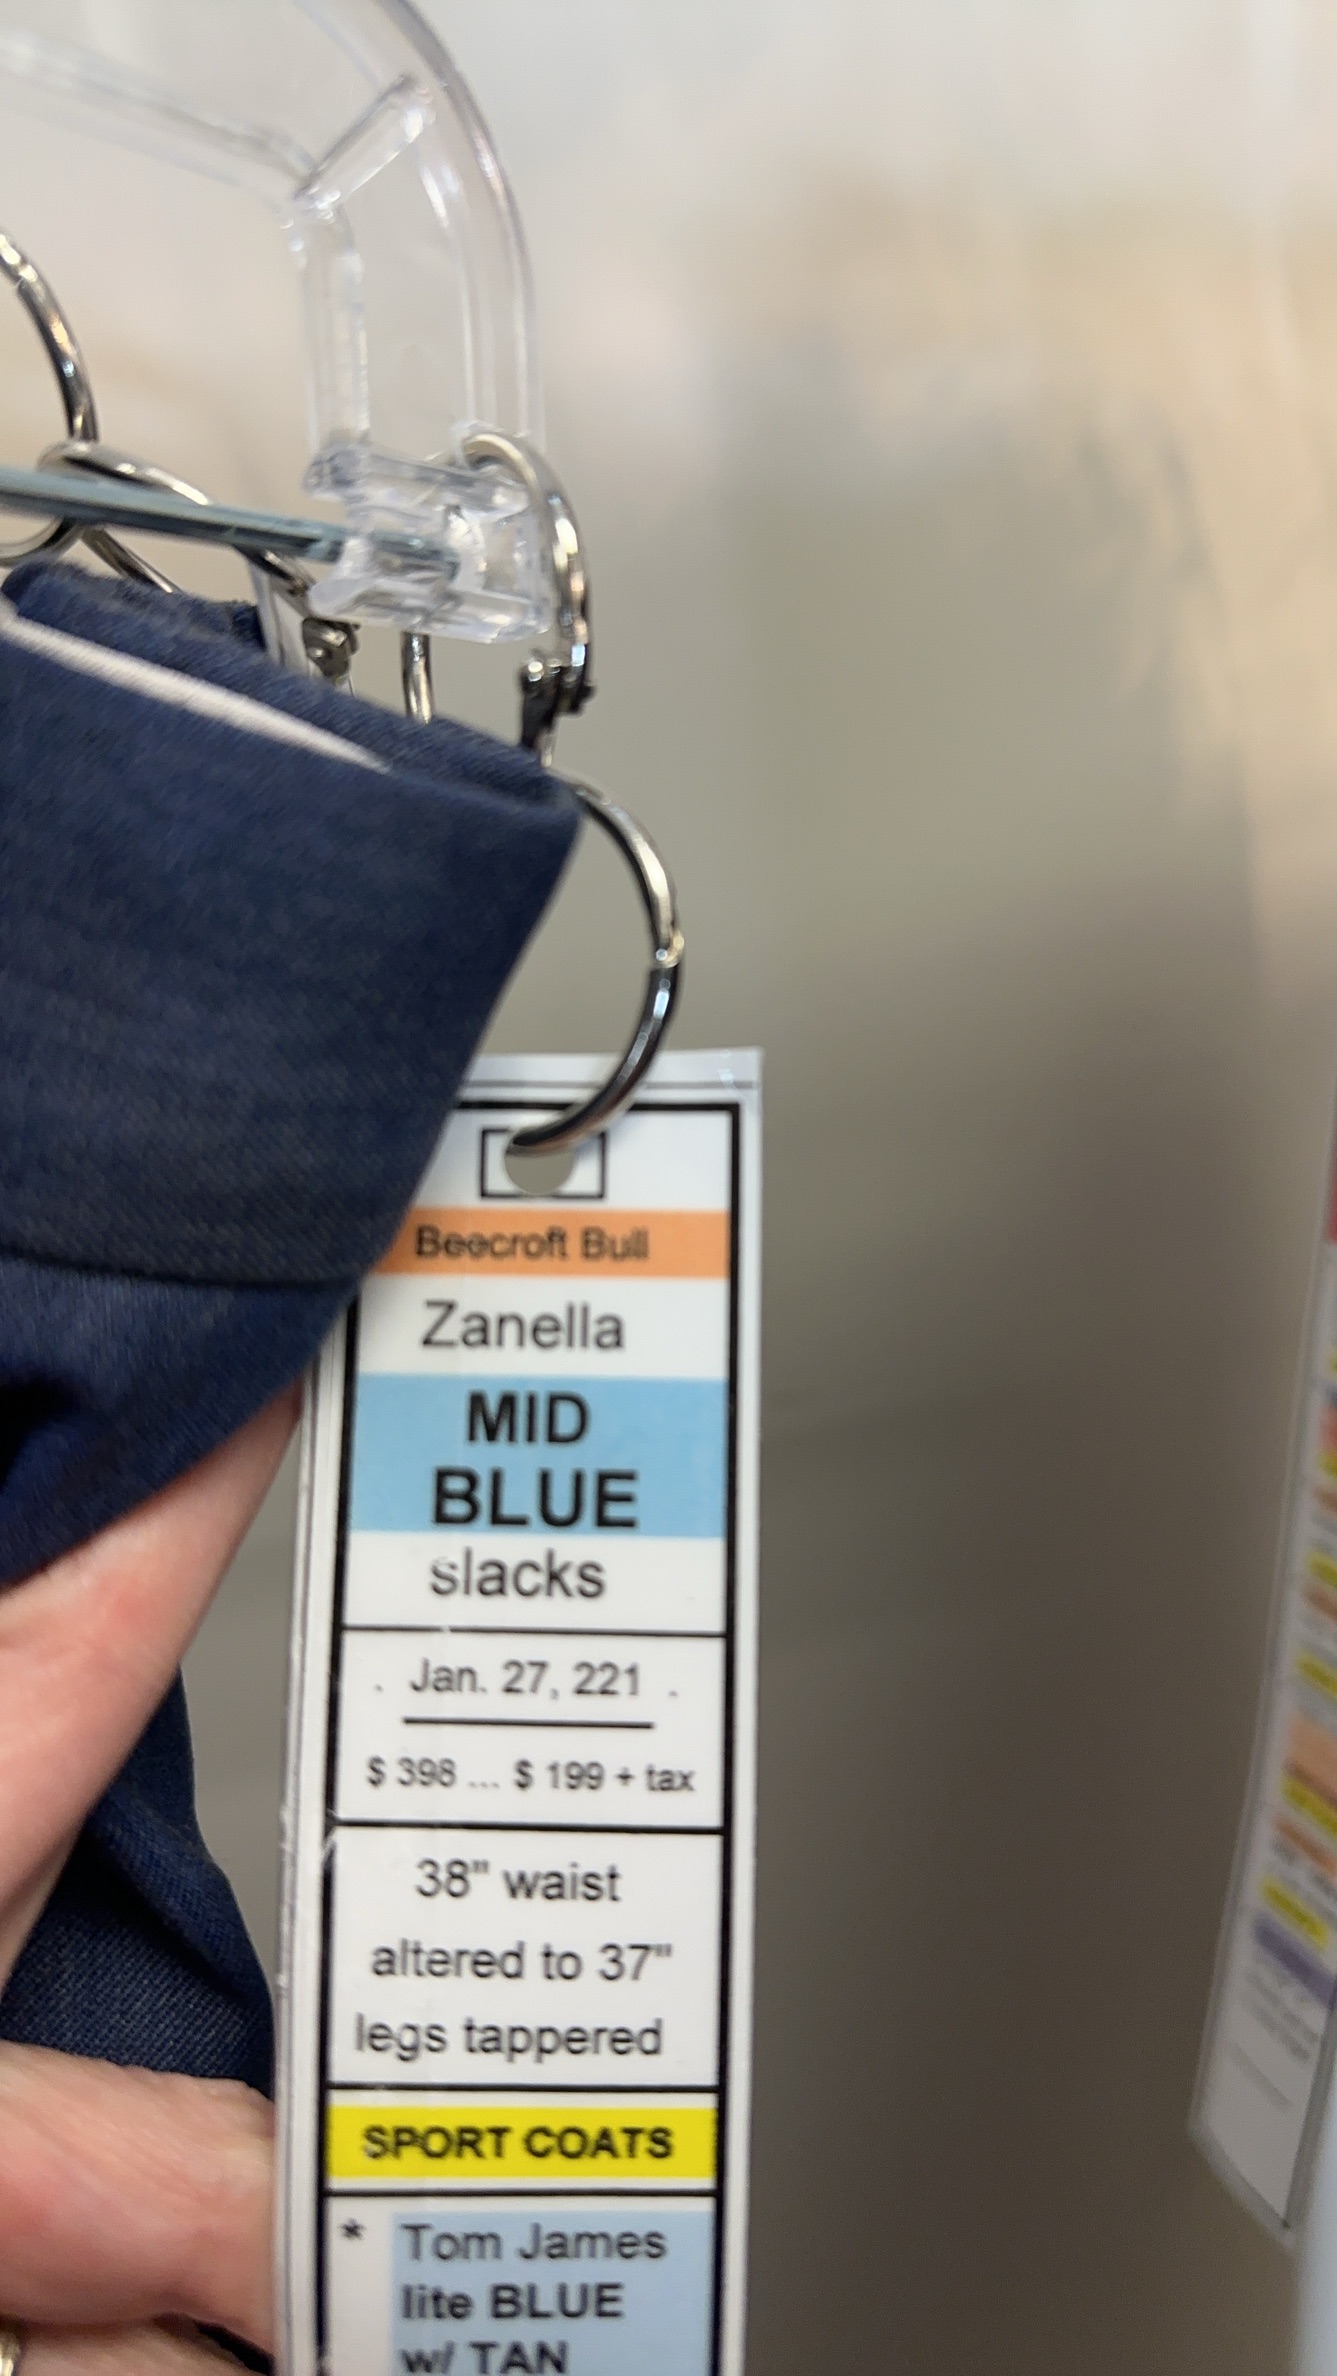 Beecroft Bull
Zanella
MID
BLUE
slacks
. Jan. 27, 221 .
$ 398 ... $ 199 + tax
38" waist
altered to 37"
legs tappered
SPORT COATS
* Tom James
lite BLUE
w/ TAN